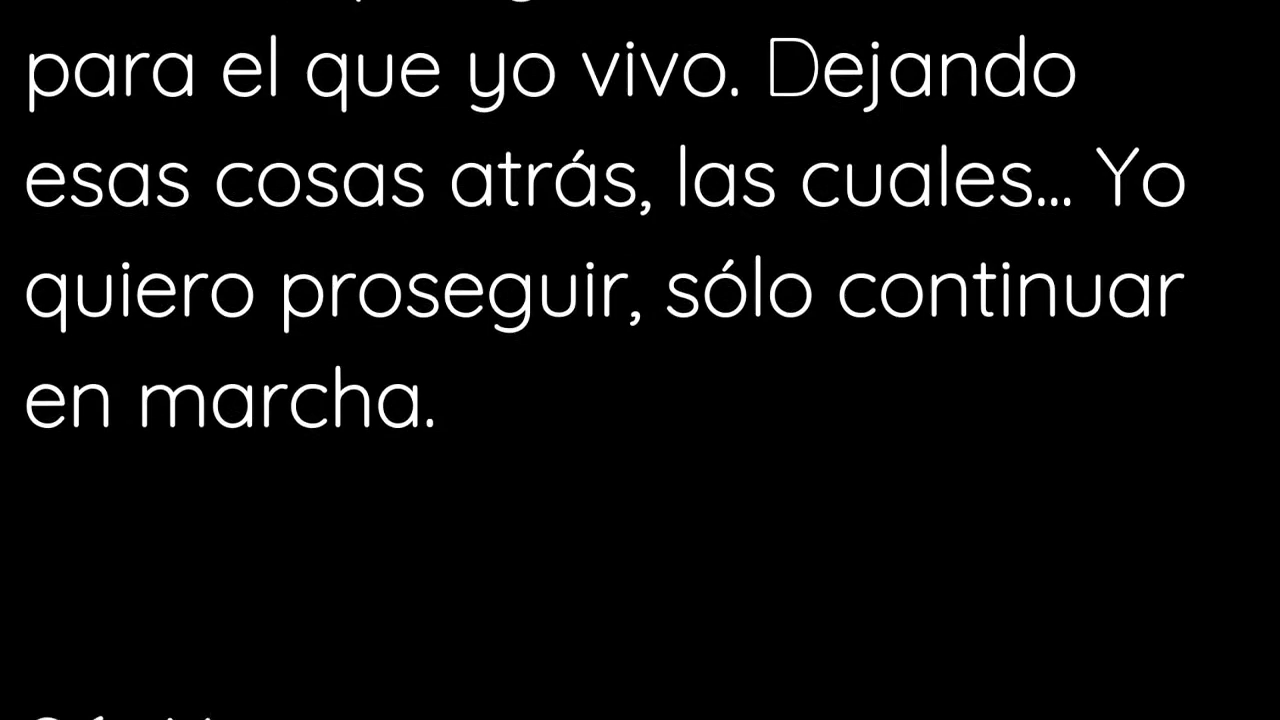 para el que yo vivo. Dejando
esas cosas atrás, las cuales... Yo
quiero proseguir, sólo continuar
en marcha.